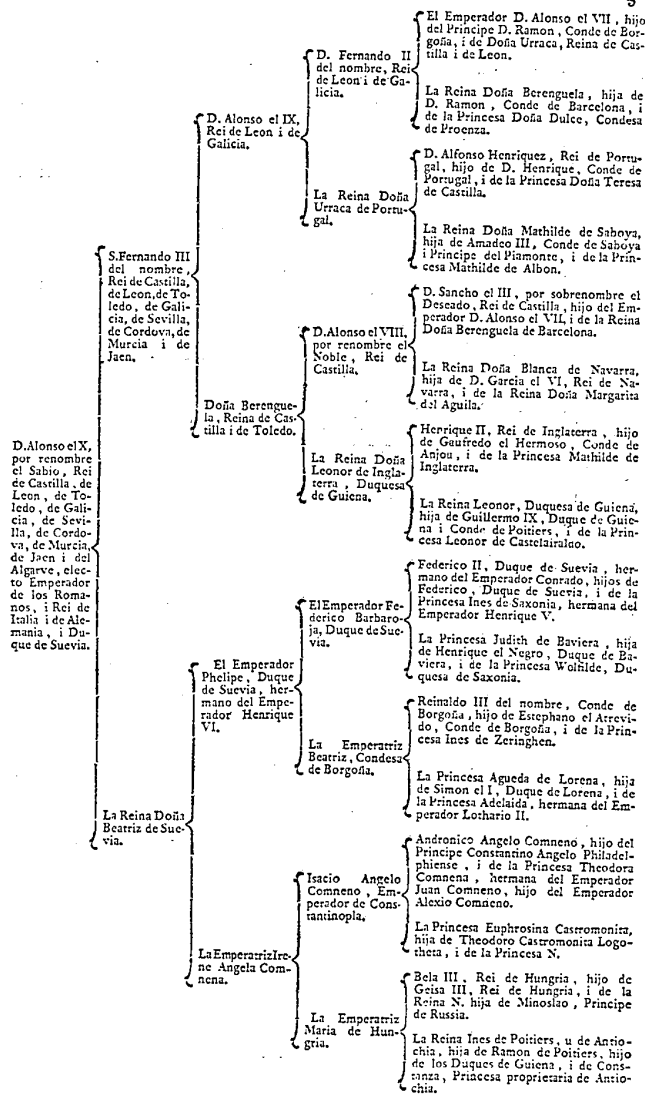 5
El Emperador D. Alonso el VII, hijo
del Principe D. Ramon, Conde de Bor-
goña, i de Doña Urraca, Reina de Cas-
tilla i de Leon.
D. Fernando II
del nombre, Rei
de Leon i de Ga-
licia.
La Reina Doña Berenguela, hija de
D. Ramon, Conde de Barcelona, i
de la Princesa Doña Dulce, Condesa
de Proenza.
D. Alonso el IX,
Rei de Leon i de
Galicia.
D. Alfonso Henriquez, Rei de Portu-
gal, hijo de D. Henrique, Conde de
Portugal, i de la Princesa Doña Teresa
de Castilla.
La Reina Doña
Urraca de Portu-
gal.
La Reina Doña Mathilde de Saboya,
hija de Amadeo III, Conde de Saboya
i Principe del Piamonte, i de la Prin-
cesa Mathilde de Albon.
S. Fernando III
del nombre,
Rei de Castilla,
de Leon, de To-
ledo, de Gali-
cia, de Sevilla,
de Cordova, de
Murcia i de
Jaen.
D. Sancho el III, por sobrenombre el
Deseado, Rei de Castilla, hijo del Em-
perador D. Alonso el VII, i de la Reina
Doña Berenguela de Barcelona.
D. Alonso el VIII,
por renombre el
Noble, Rei de
Castilla.
La Reina Doña Blanca de Navarra,
hija de D. Garcia el VI, Rei de Na-
varra, i de la Reina Doña Margarita
del Aguila.
Doña Berengue-
la, Reina de Cas-
tilla i de Toledo.
Henrique II, Rei de Inglaterra, hijo
de Gaufredo el Hermoso, Conde de
Anjou, i de la Princesa Mathilde de
Inglaterra.
La Reina Doña
Leonor de Ingla-
terra, Duquesa
de Guiena.
La Reina Leonor, Duquesa de Guiena,
hija de Guillermo IX, Duque de Guie-
na i Conde de Poitiers, i de la Prin-
cesa Leonor de Castelairaldo.
D. Alonso el X,
por renombre
el Sabio, Rei
de Castilla, de
Leon, de To-
ledo, de Gali-
cia, de Sevi-
lla, de Cordo-
va, de Murcia,
de Jaen i del
Algarve, elec-
to Emperador
de los Roma-
nos, i Rei de
Italia i de Ale-
mania, i Du-
que de Suevia.
Federico II, Duque de Suevia, her-
mano del Emperador Conrado, hijos de
Federico, Duque de Suevia, i de la
Princesa Ines de Saxonia, hermana del
Emperador Henrique V.
El Emperador Fe-
derico Barbaro-
ja, Duque de Sue-
via.
La Princesa Judith de Baviera, hija
de Henrique el Negro, Duque de Ba-
viera, i de la Princesa Wolfilde, Du-
quesa de Saxonia.
El Emperador
Phelipe, Duque
de Suevia, her-
mano del Empe-
rador Henrique
VI.
Reinaldo III del nombre, Conde de
Borgoña, hijo de Estephano el Atrevi-
do, Conde de Borgoña, i de la Prin-
cesa Ines de Zeringhen.
La Emperatriz
Beatriz, Condesa
de Borgoña.
La Princesa Agueda de Lorena, hija
de Simon el I, Duque de Lorena, i de
la Princesa Adelaida, hermana del Em-
perador Lothario II.
La Reina Doña
Beatriz de Sue-
via.
Andronico Angelo Comneno, hijo del
Principe Constantino Angelo Philadel-
phiense, i de la Princesa Theodora
Comnena, hermana del Emperador
Juan Comneno, hijo del Emperador
Alexio Comneno.
Isacio Angelo
Comneno, Em-
perador de Cons-
tantinopla.
La Princesa Euphrosina Castromonita,
hija de Theodoro Castromonita Logo-
theta, i de la Princesa N.
La Emperatriz Ire-
ne Angela Com-
nena.
Bela III, Rei de Hungria, hijo de
Geisa III, Rei de Hungria, i de la
Reina N. hija de Minoslao, Principe
de Russia.
La Emperatriz
Maria de Hun-
gria.
La Reina Ines de Poitiers, u de Antio-
chia, hija de Ramon de Poitiers, hijo
de los Duques de Guiena, i de Cons-
tanza, Princesa proprietaria de Antio-
chia.